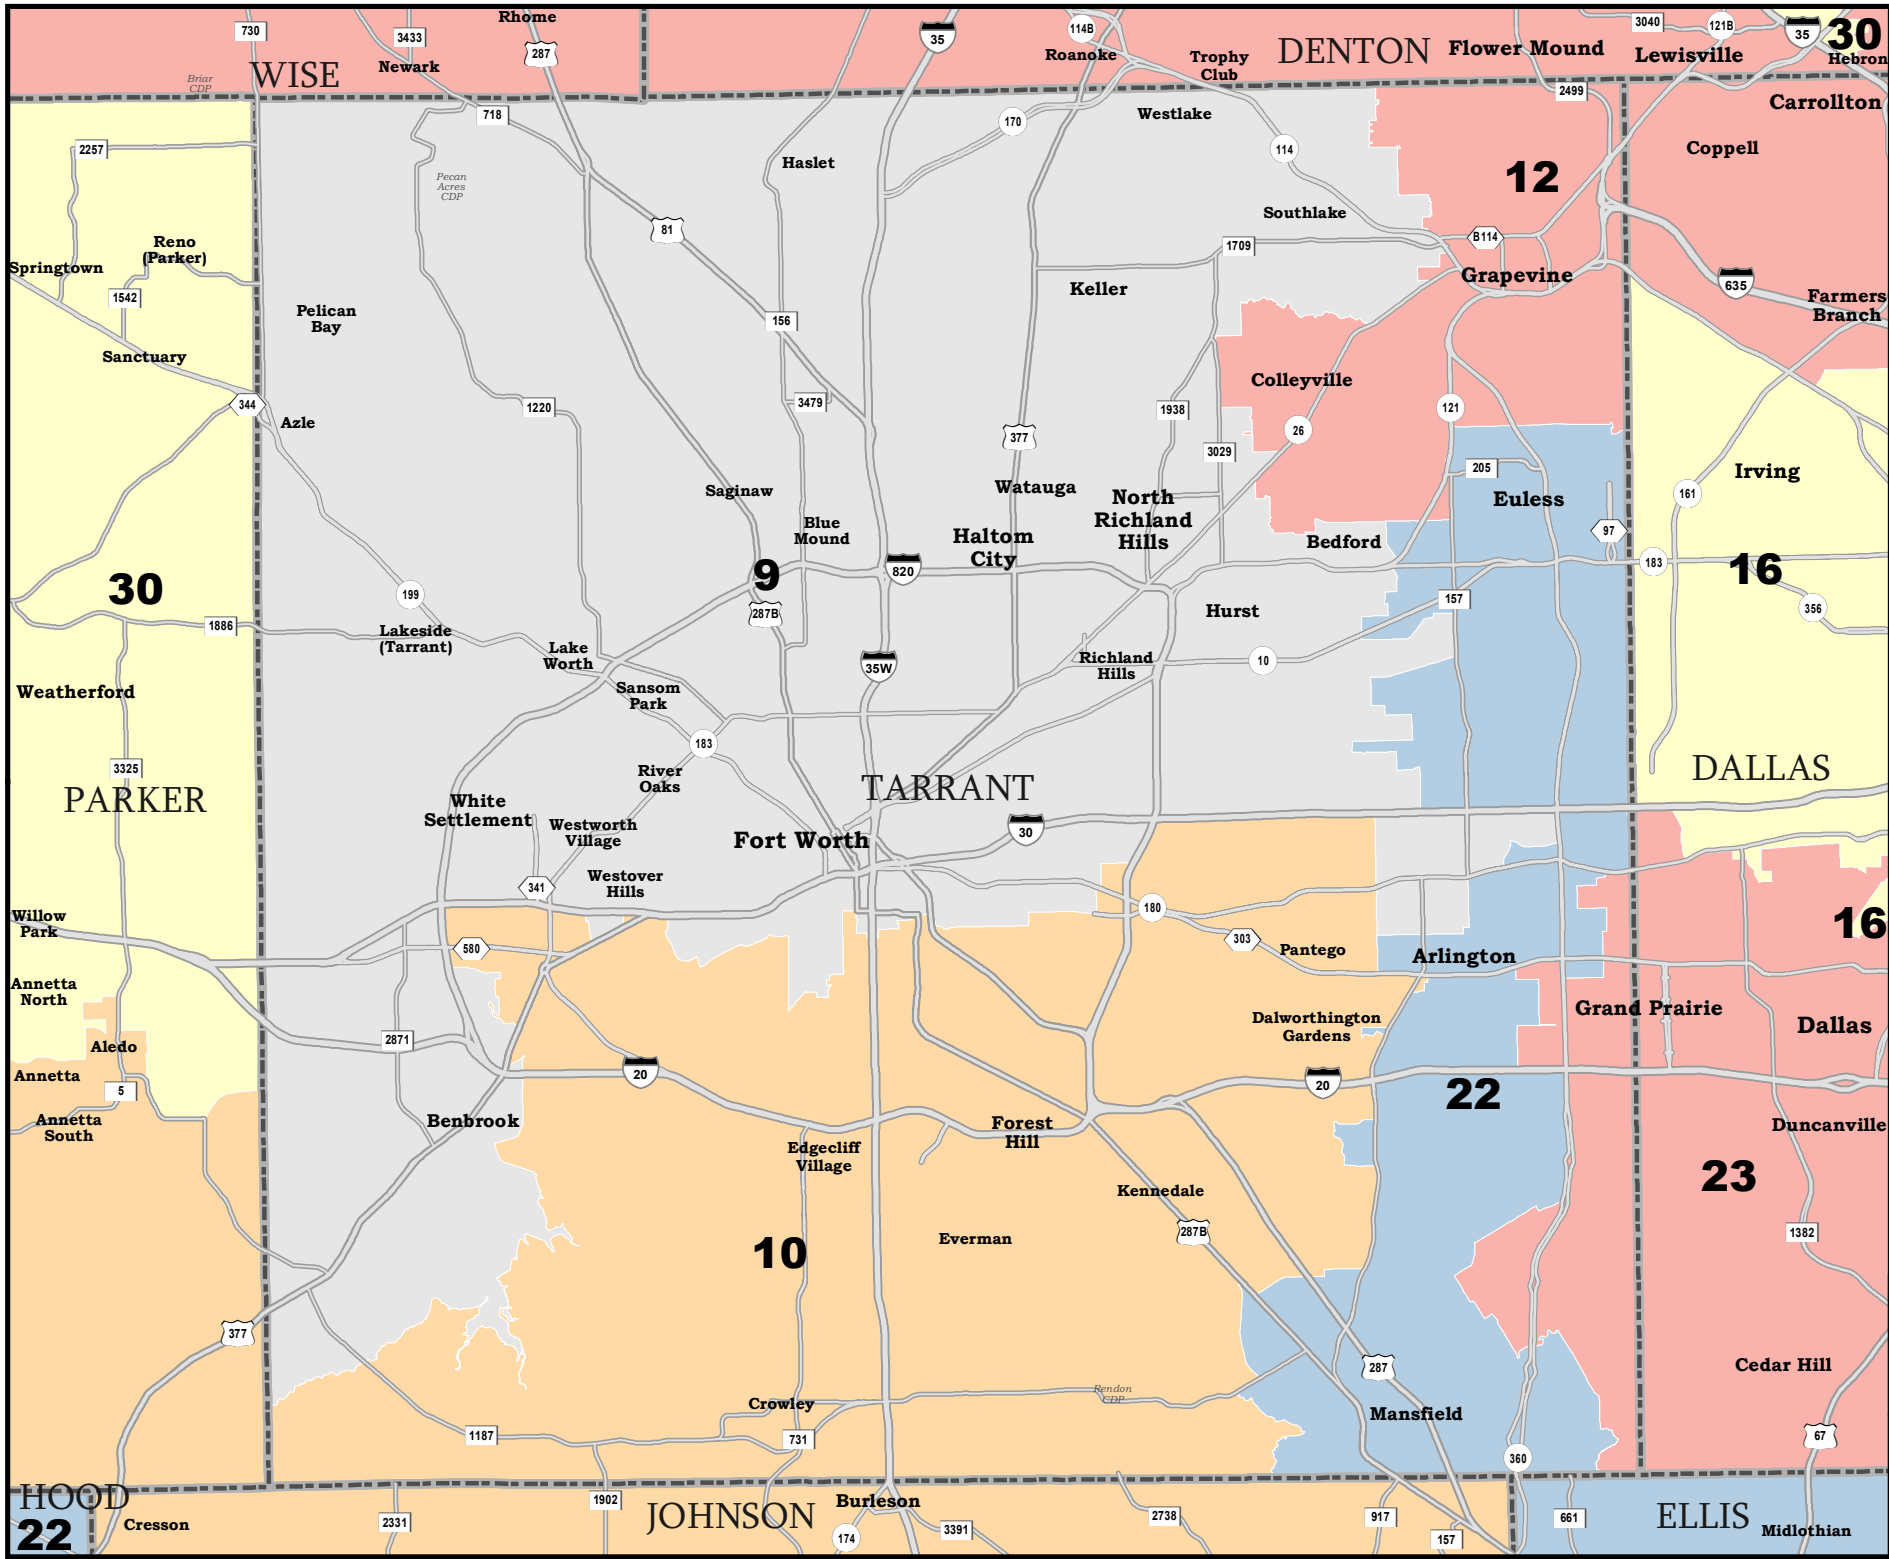 Rhome
730
3433
287
35
114B
3040
121B
35
30
WISE
Newark
Briar
CDP
Roanoke
Trophy
Club
DENTON
Flower Mound
Lewisville
Hebron
718
170
Westlake
2499
Carrollton
2257
Haslet
114
12
Coppell
Pecan
Acres
CDP
Reno
(Parker)
81
Southlake
1709
B114
Springtown
1542
Keller
Grapevine
635
Pelican
Bay
156
Farmers
Branch
Sanctuary
Colleyville
344
Azle
1220
3479
377
1938
3029
26
121
Saginaw
Watauga
North
Richland
Hills
205
Euless
161
Irving
Blue
Mound
Haltom
City
Bedford
97
30
9
820
183
16
199
287B
157
356
1886
Lakeside
(Tarrant)
Lake
Worth
35W
Richland
Hills
Hurst
10
Weatherford
Sansom
Park
183
3325
PARKER
River
Oaks
TARRANT
DALLAS
White
Settlement
Westworth
Village
Fort Worth
30
341
Westover
Hills
180
Willow
Park
580
303
Pantego
Arlington
16
Annetta
North
Dalworthington
Gardens
Grand Prairie
Dallas
Aledo
2871
Annetta
5
20
20
22
Annetta
South
Benbrook
Edgecliff
Village
Forest
Hill
Duncanville
Kennedale
23
10
Everman
287B
1382
377
287
Cedar Hill
Rendon
CDP
Crowley
Mansfield
1187
731
360
67
HOOD
22
Cresson
2331
1902
JOHNSON
Burleson
174
3391
2738
917
157
661
ELLIS
Midlothian